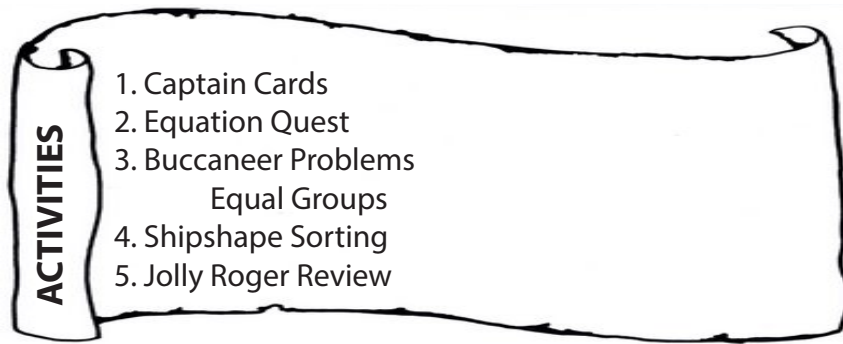 ACTIVITIES
1. Captain Cards
2. Equation Quest
3. Buccaneer Problems
Equal Groups
4. Shipshape Sorting
5. Jolly Roger Review